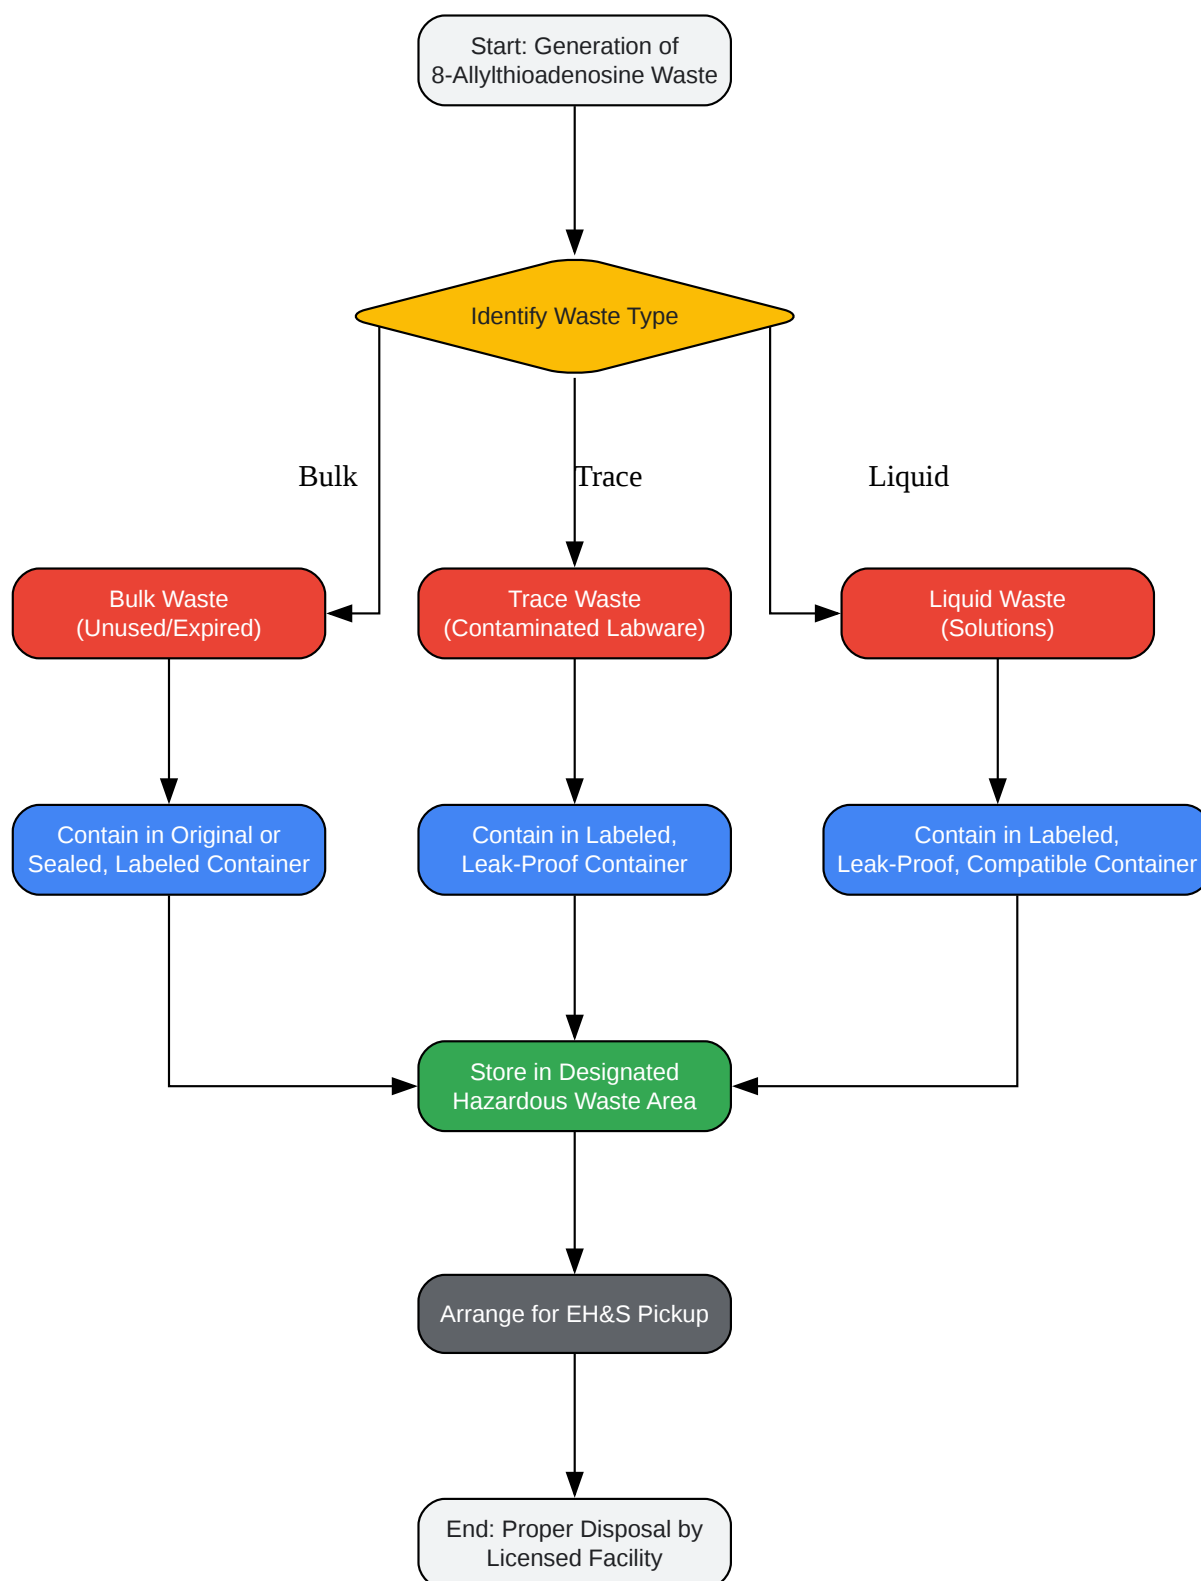 Start: Generation of
8-Allylthioadenosine Waste
Identify Waste Type
Bulk
Trace
Liquid
Bulk Waste
(Unused/Expired)
Trace Waste
(Contaminated Labware)
Liquid Waste
(Solutions)
Contain in Original or
Sealed, Labeled Container
Contain in Labeled,
Leak-Proof Container
Contain in Labeled,
Leak-Proof, Compatible Container
Store in Designated
Hazardous Waste Area
Arrange for EH&S Pickup
End: Proper Disposal by
Licensed Facility